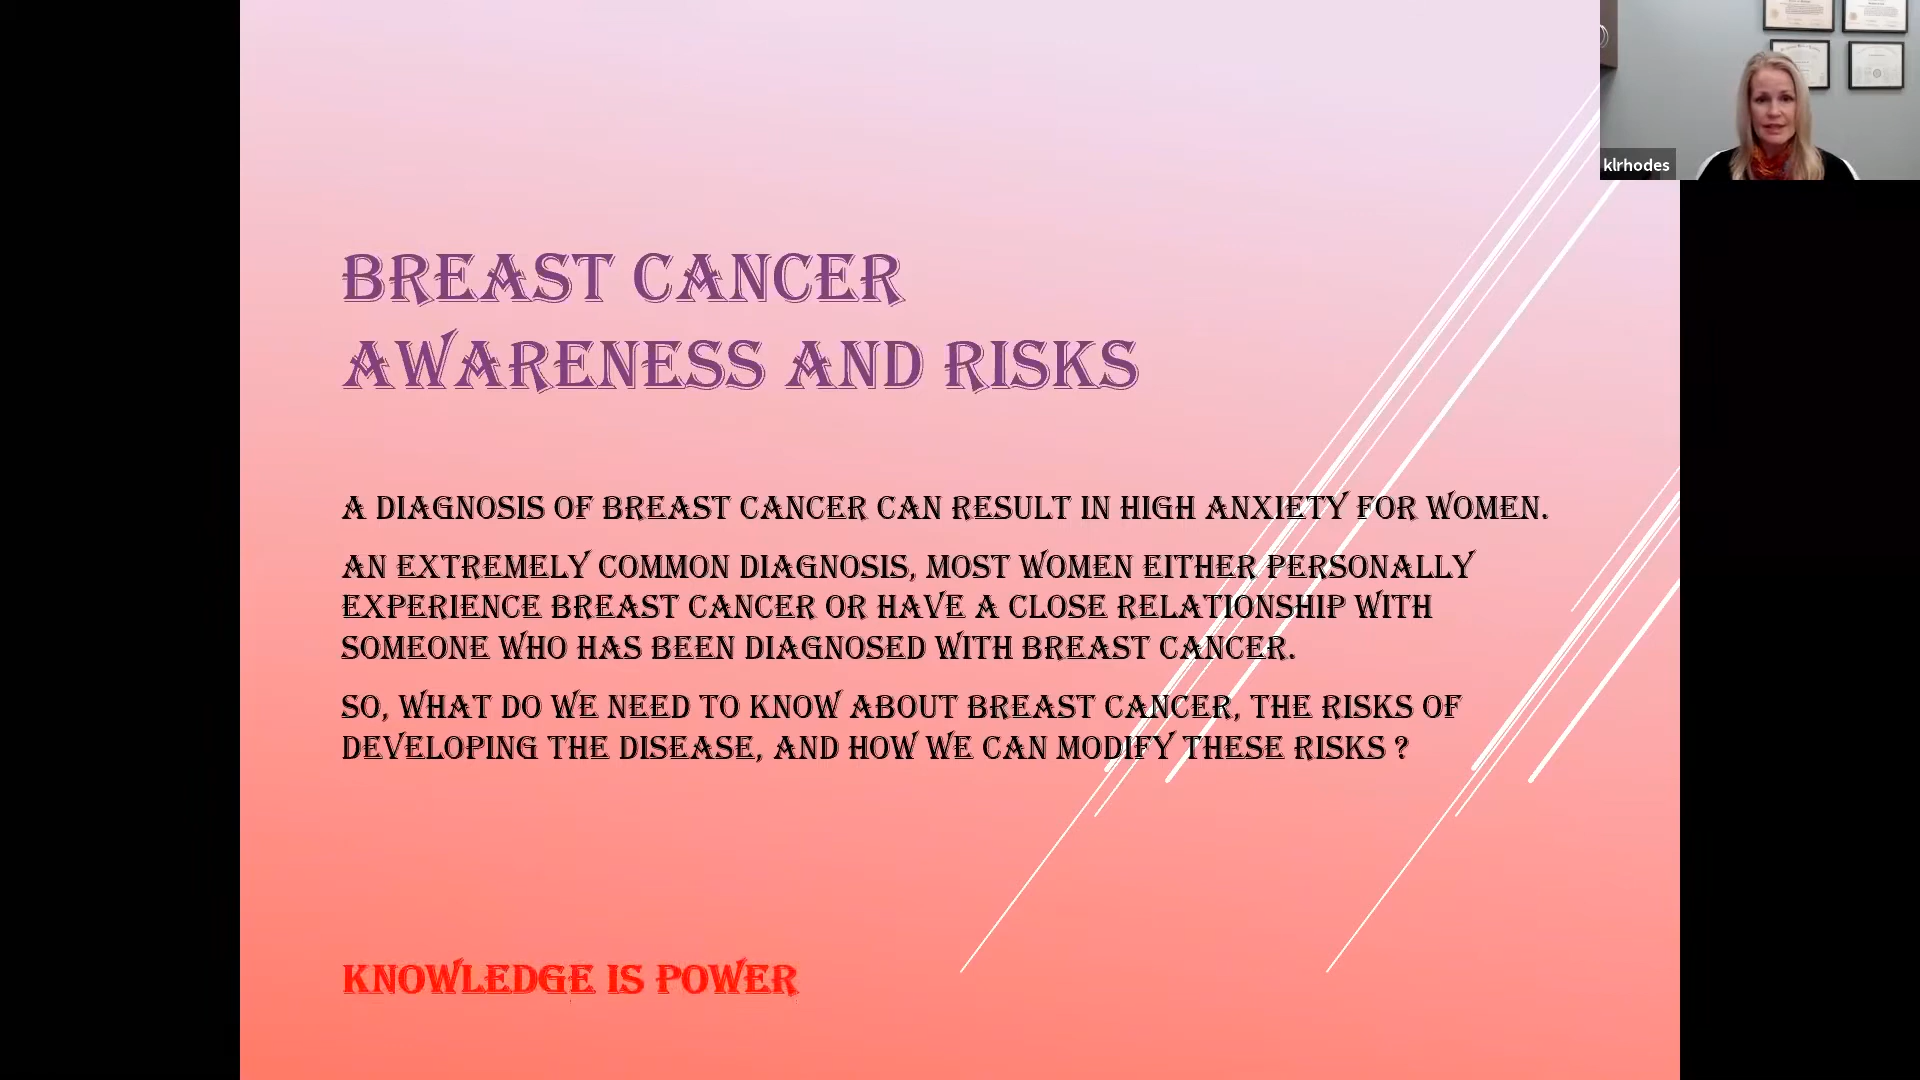 BREAST CANCER
AWARENESS AND RISKS
A DIAGNOSIS OF BREAST CANCER CAN RESULT IN HIGH ANXIETY FOR WOMEN.
AN EXTREMELY COMMON DIAGNOSIS, MOST WOMEN EITHER PERSONALLY
EXPERIENCE BREAST CANCER OR HAVE A CLOSE RELATIONSHIP WITH
SOMEONE WHO HAS BEEN DIAGNOSED WITH BREAST CANCER.
SO, WHAT DO WE NEED TO KNOW ABOUT BREAST CANCER, THE RISKS OF
DEVELOPING THE DISEASE, AND HOW WE CAN MODIFY THESE RISKS ?
KNOWLEDGE IS POWER
klrhodes